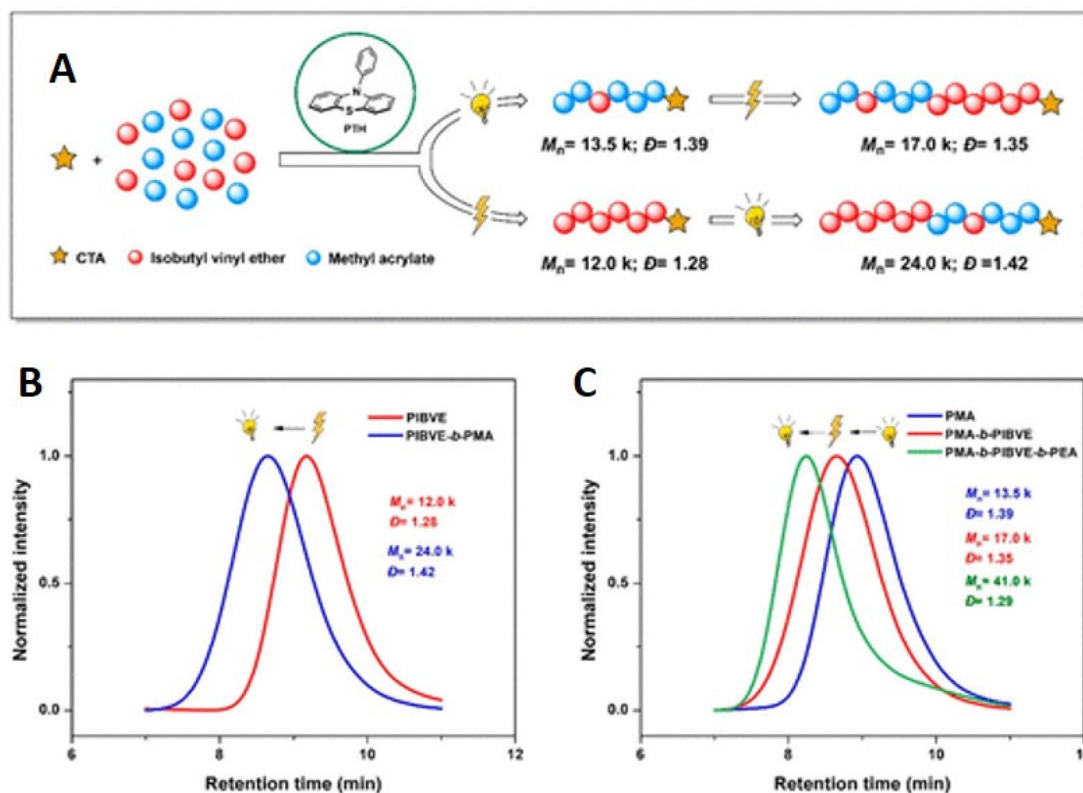 A
N
S
PTH
+
Mn= 13.5 k; Đ= 1.39
Mn= 17.0 k; Đ= 1.35
CTA
Isobutyl vinyl ether
Methyl acrylate
Mn= 12.0 k; Đ= 1.28
Mn= 24.0 k; Đ =1.42
B
PIBVE
PIBVE-b-PMA
Mn= 12.0 k
Đ= 1.28
Mn= 24.0 k
Đ= 1.42
Normalized intensity
1.0
0.5
0.0
6
8
10
12
Retention time (min)
C
PMA
PMA-b-PIBVE
PMA-b-PIBVE-b-PEA
Mn= 13.5 k
Đ= 1.39
Mn= 17.0 k
Đ= 1.35
Mn= 41.0 k
Đ= 1.29
Normalized intensity
1.0
0.5
0.0
6
8
10
Retention time (min)